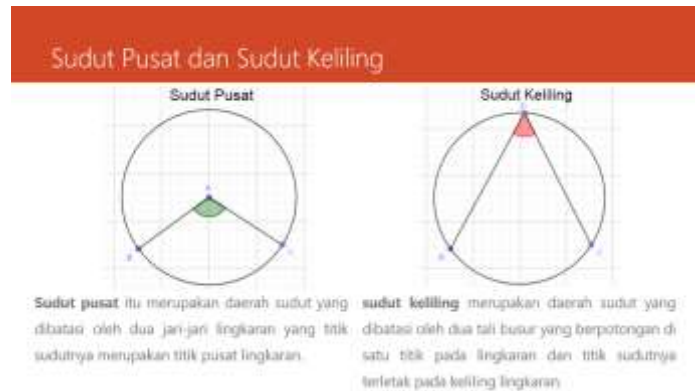 Sudut Pusat dan Sudut Keliling
Sudut Pusat
Sudut Keliling
Sudut pusat itu merupakan daerah sudut yang
dibatasi oleh dua jari-jari lingkaran yang titik
sudutnya merupakan titik pusat lingkaran.
sudut keliling merupakan daerah sudut yang
dibatasi oleh dua tali busur yang berpotongan di
satu titik pada lingkaran dan titik sudutnya
terletak pada keliling lingkaran